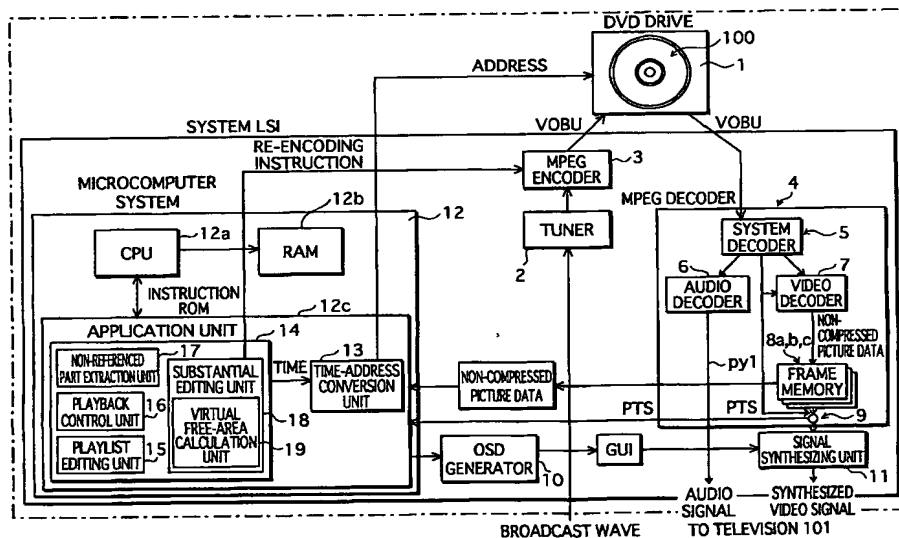 DVD DRIVE
100
1
ADDRESS
SYSTEM LSI
VOBU
VOBU
RE-ENCODING
INSTRUCTION
MPEG
ENCODER
3
MICROCOMPUTER
SYSTEM
12
12b
12a
CPU
RAM
TUNER
2
MPEG DECODER
4
SYSTEM
DECODER
5
6
AUDIO
DECODER
7
VIDEO
DECODER
INSTRUCTION
ROM
12c
APPLICATION UNIT
14
17
NON-REFERENCED
PART EXTRACTION UNIT
SUBSTANTIAL
EDITING UNIT
TIME
13
TIME-ADDRESS
CONVERSION
UNIT
NON-COMPRESSED
PICTURE DATA
py1
8a,b,c
NON-
COMPRESSED
PICTURE DATA
FRAME
MEMORY
PLAYBACK
CONTROL UNIT
16
VIRTUAL
FREE-AREA
CALCULATION
UNIT
18
19
PLAYLIST
EDITING UNIT
15
PTS
PTS
9
OSD
GENERATOR
10
GUI
SIGNAL
SYNTHESIZING UNIT
11
AUDIO
SIGNAL
SYNTHESIZED
VIDEO SIGNAL
BROADCAST WAVE
TO TELEVISION 101